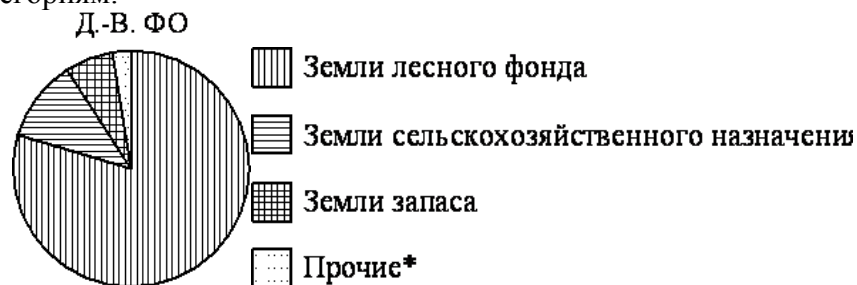 Д.-В. ФО
Земли лесного фонда
Земли сельскохозяйственного назначения
Земли запаса
Прочие*